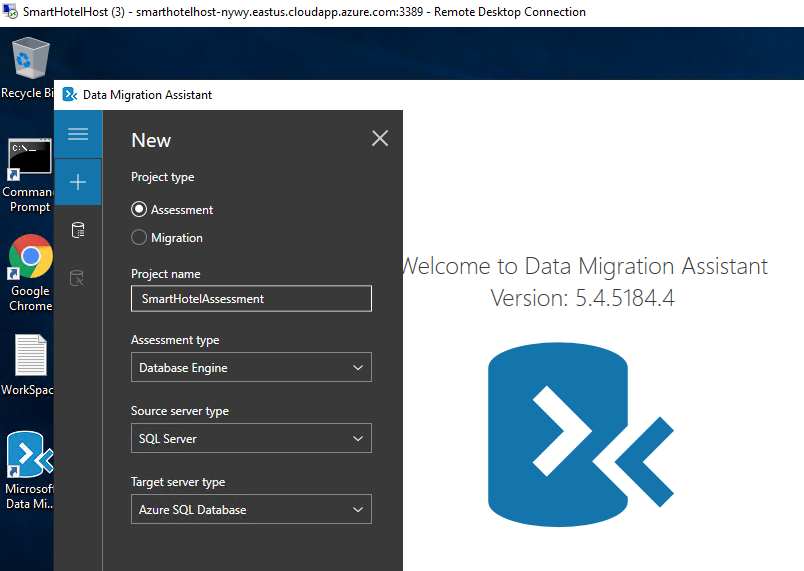 SmartHotelHost (3) - smarthotelhost-nywy.eastus.cloudapp.azure.com:3389 - Remote Desktop Connection
Recycle Bi
Data Migration Assistant
New
Project type
Assessment
Migration
Project name
SmartHotelAssessment
Assessment type
Database Engine
Source server type
SQL Server
Target server type
Azure SQL Database
C:\_
Comman
Prompt
Google
Chrome
WorkSpac
Microsof
Data Mi...
Welcome to Data Migration Assistant
Version: 5.4.5184.4